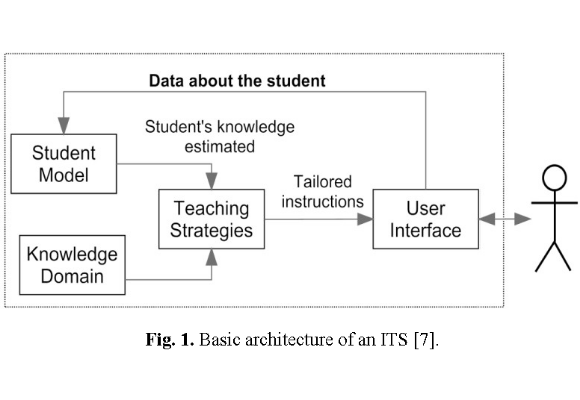 Data about the student
Student's knowledge
estimated
Student
Model
Tailored
instructions
Teaching
Strategies
User
Interface
Knowledge
Domain
Fig. 1. Basic architecture of an ITS [7].